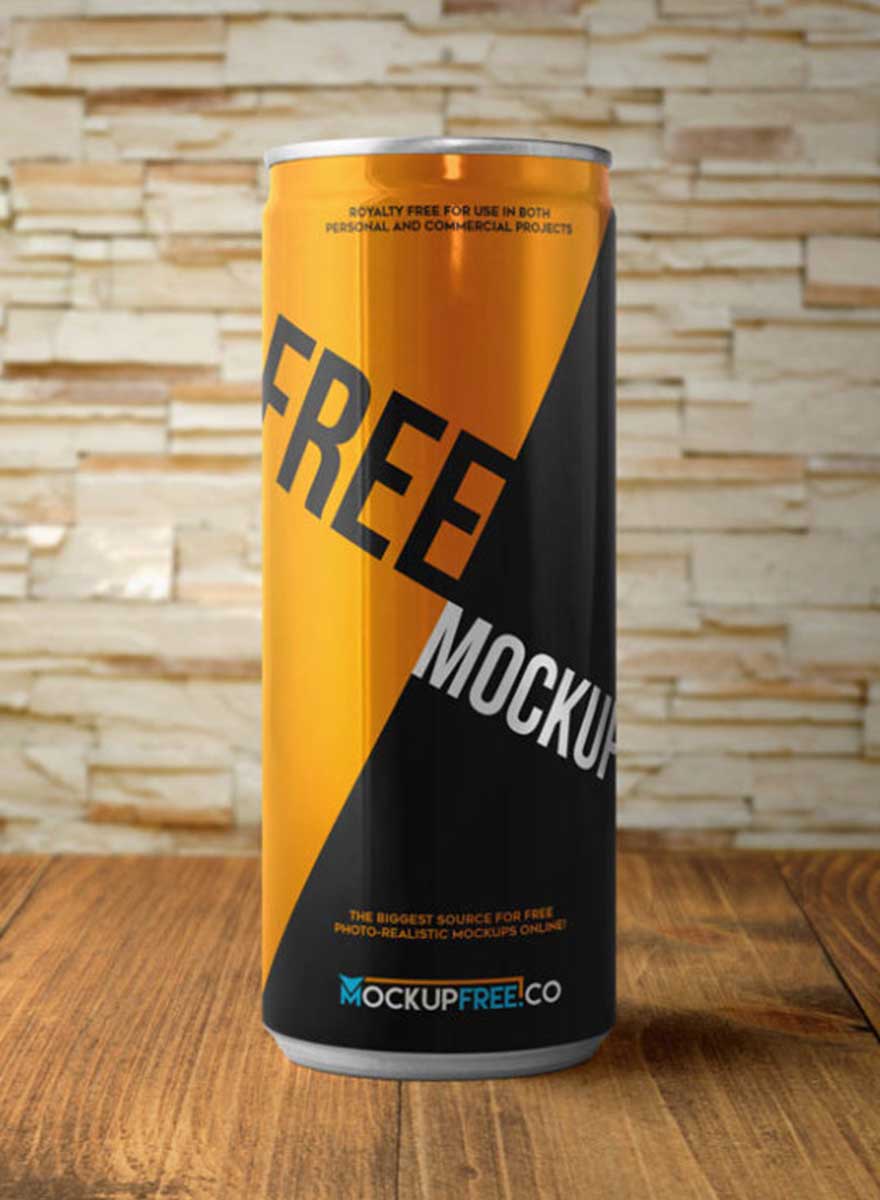 ROYALTY FREE FOR USE IN BOTH
PERSONAL AND COMMERCIAL PROJECTS
FREE
MOCKUP
THE BIGGEST SOURCE FOR FREE
PHOTO-REALISTIC MOCKUPS ONLINE!
MOCKUPFREE.CO